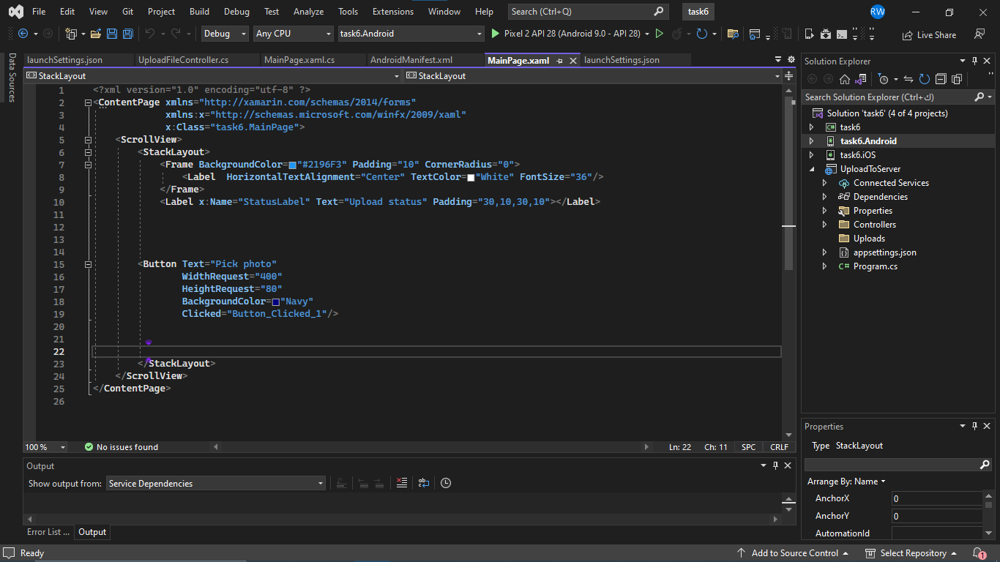 File Edit View Git Project Build Debug Test Analyze Tools Extensions Window Help Search (Ctrl+Q) task6 RW
Debug Any CPU task6.Android Pixel 2 API 28 (Android 9.0 - API 28) Live Share
Data Sources
launchSettings.json UploadFileController.cs MainPage.xaml.cs AndroidManifest.xml MainPage.xaml launchSettings.json
StackLayout StackLayout
1 <?xml version="1.0" encoding="utf-8" ?>
2 <ContentPage xmlns="http://xamarin.com/schemas/2014/forms"
3 xmlns:x="http://schemas.microsoft.com/winfx/2009/xaml"
4 x:Class="task6.MainPage">
5 <ScrollView>
6 <StackLayout>
7 <Frame BackgroundColor="#2196F3" Padding="10" CornerRadius="0">
8 <Label HorizontalTextAlignment="Center" TextColor="White" FontSize="36"/>
9 </Frame>
10 <Label x:Name="StatusLabel" Text="Upload status" Padding="30,10,30,10"></Label>
11
12
13
14
15 <Button Text="Pick photo"
16 WidthRequest="400"
17 HeightRequest="80"
18 BackgroundColor="Navy"
19 Clicked="Button_Clicked_1"/>
20
21
22
23 </StackLayout>
24 </ScrollView>
25 </ContentPage>
26
100 % No issues found Ln: 22 Ch: 11 SPC CRLF
Output
Show output from: Service Dependencies
Error List ... Output
Solution Explorer
Search Solution Explorer (Ctrl+ك)
Solution 'task6' (4 of 4 projects)
task6
task6.Android
task6.iOS
UploadToServer
Connected Services
Dependencies
Properties
Controllers
Uploads
appsettings.json
C# Program.cs
Properties
Type StackLayout
Arrange By: Name
AnchorX 0
AnchorY 0
AutomationId
Ready Add to Source Control Select Repository 1